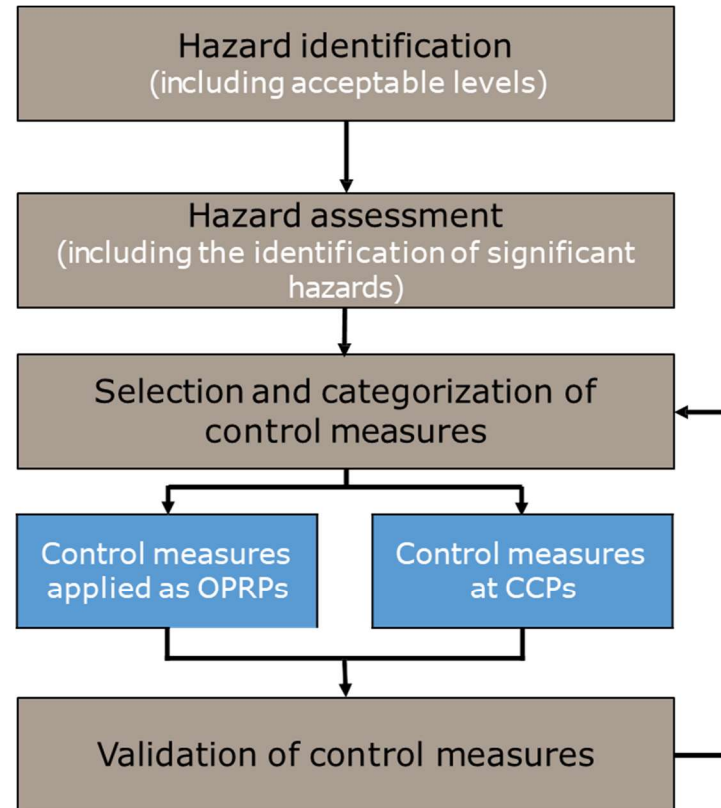 Hazard identification
(including acceptable levels)
Hazard assessment
(including the identification of significant
hazards)
Selection and categorization of
control measures
Control measures
applied as OPRPs
Control measures
at CCPs
Validation of control measures